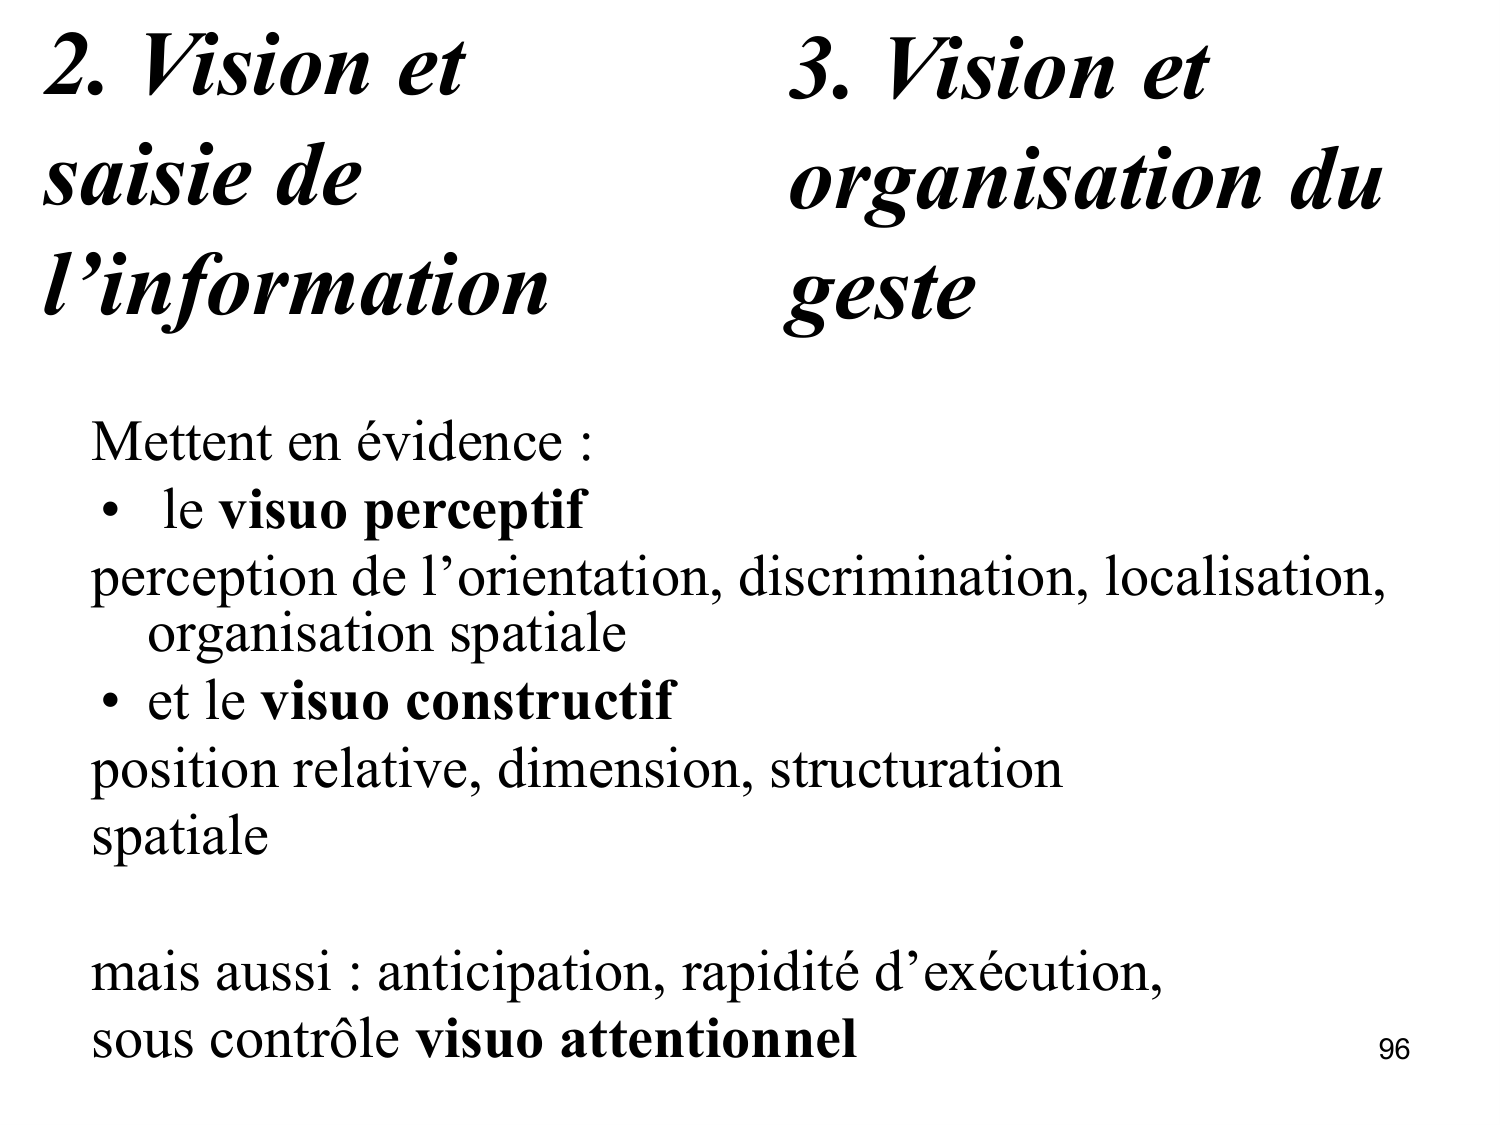 2. Vision et
saisie de
l’information
3. Vision et
organisation du
geste
Mettent en évidence :
• le visuo perceptif
perception de l’orientation, discrimination, localisation,
organisation spatiale
• et le visuo constructif
position relative, dimension, structuration
spatiale
mais aussi : anticipation, rapidité d’exécution,
sous contrôle visuo attentionnel
96